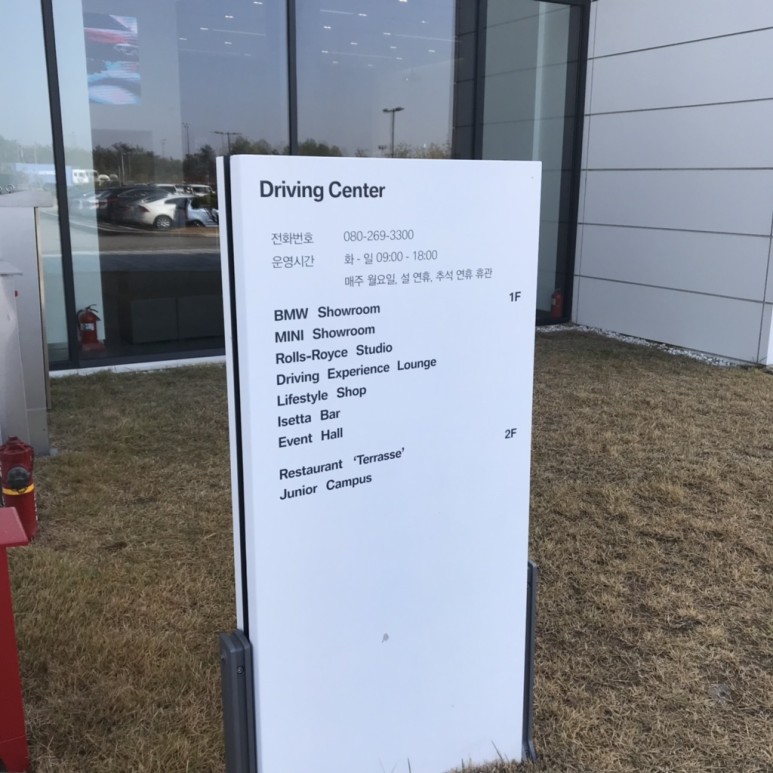 Driving Center
전화번호 080-269-3300
운영시간 화 - 일 09:00 - 18:00
매주 월요일, 설 연휴, 추석 연휴 휴관
BMW Showroom 1F
MINI Showroom
Rolls-Royce Studio
Driving Experience Lounge
Lifestyle Shop
Isetta Bar
Event Hall
Restaurant ‘Terrasse’ 2F
Junior Campus